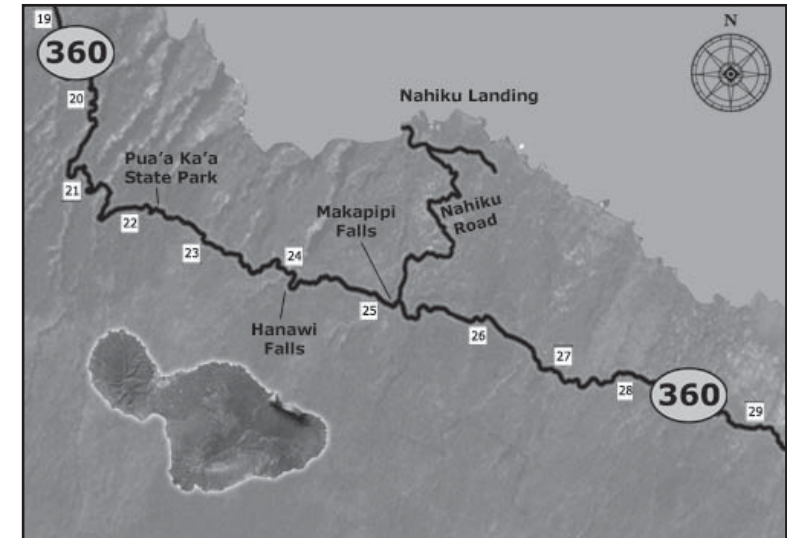 19
360
N
20
Nahiku Landing
Pua'a Ka'a
State Park
21
22
Makapipi
Falls
Nahiku
Road
23
24
25
Hanawi
Falls
26
27
28
360
29